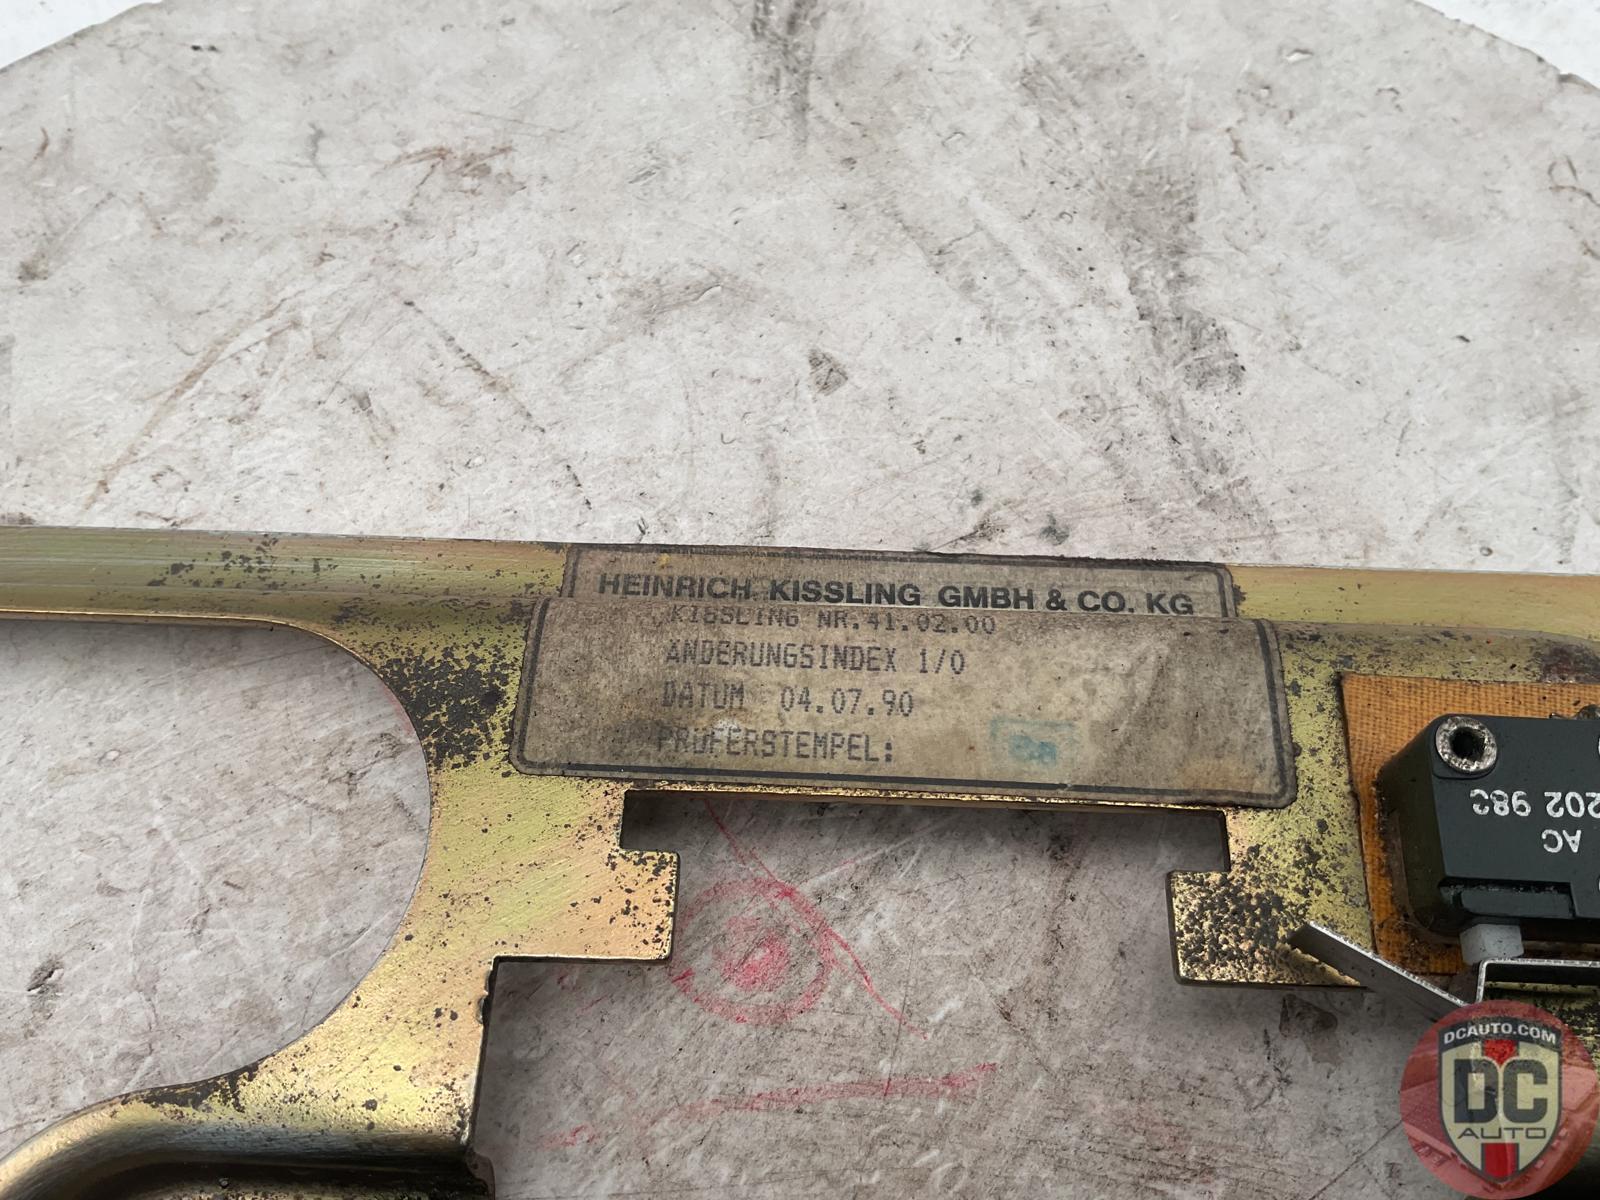 HEINRICH KISSLING GMBH & CO. KG
KISSLING NR.41.02.00
ÄNDERUNGSINDEX 1/0
DATUM 04.07.90
PRÜFERSTEMPEL:
202 98
AC
DCAUTO.COM
DC
AUTO